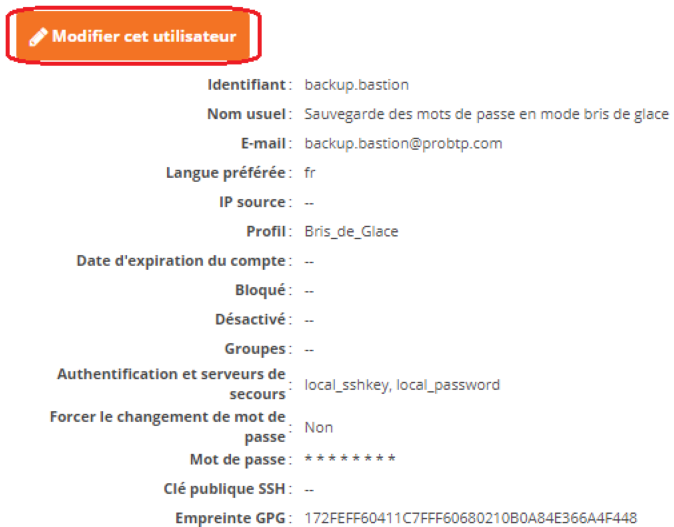 Modifier cet utilisateur
Identifiant : backup.bastion
Nom usuel : Sauvegarde des mots de passe en mode bris de glace
E-mail : backup.bastion@probtp.com
Langue préférée : fr
IP source : --
Profil : Bris_de_Glace
Date d'expiration du compte : --
Bloqué : --
Désactivé : --
Groupes : --
Authentification et serveurs de
secours : local_sshkey, local_password
Forcer le changement de mot de
passe : Non
Mot de passe : * * * * * * * *
Clé publique SSH : --
Empreinte GPG : 172FEFF60411C7FFF60680210B0A84E366A4F448